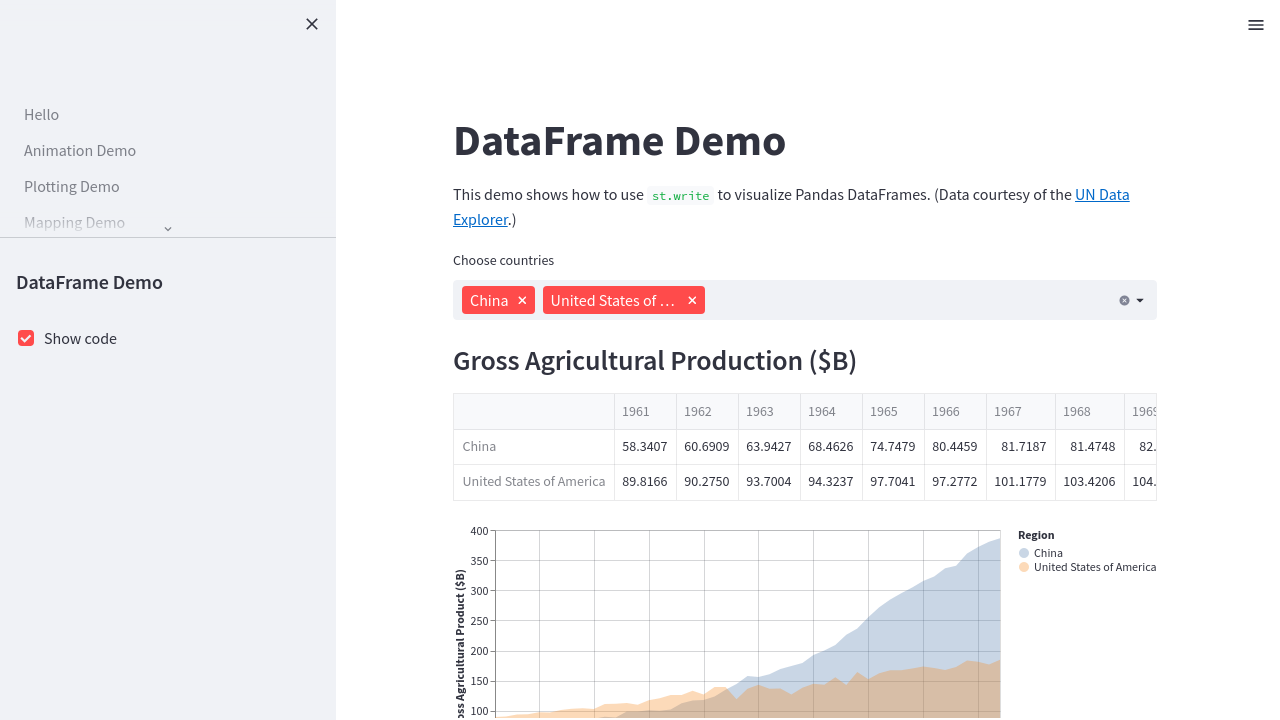 Hello
Animation Demo
Plotting Demo
Mapping Demo
DataFrame Demo
Show code
DataFrame Demo
This demo shows how to use st.write to visualize Pandas DataFrames. (Data courtesy of the UN Data
Explorer.)
Choose countries
China
United States of …
Gross Agricultural Production ($B)
1961 1962 1963 1964 1965 1966 1967 1968 1969
China 58.3407 60.6909 63.9427 68.4626 74.7479 80.4459 81.7187 81.4748 82.
United States of America 89.8166 90.2750 93.7004 94.3237 97.7041 97.2772 101.1779 103.4206 104.
400
350
300
250
200
150
100
oss Agricultural Product ($B)
Region
China
United States of America